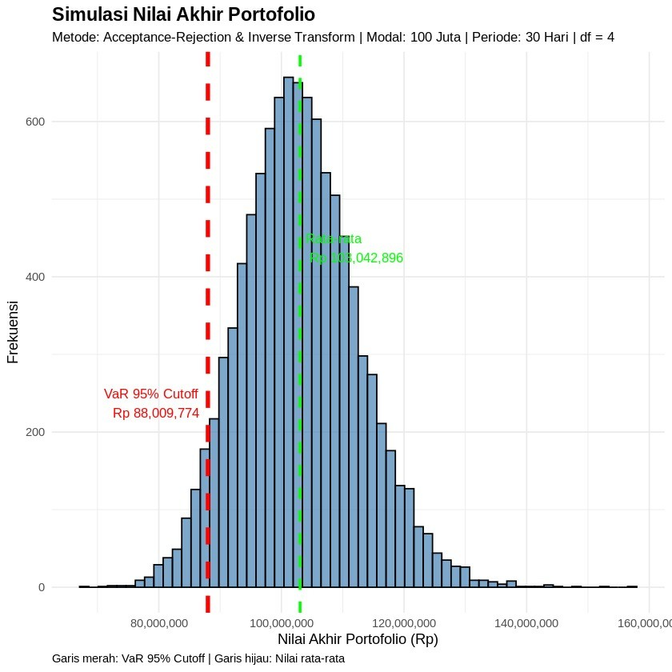 Simulasi Nilai Akhir Portofolio
Metode: Acceptance-Rejection & Inverse Transform | Modal: 100 Juta | Periode: 30 Hari | df = 4
Frekuensi
600
400
200
0
Rata-rata
Rp 103,042,896
VaR 95% Cutoff
Rp 88,009,774
80,000,000
100,000,000
120,000,000
140,000,000
160,000,0
Nilai Akhir Portofolio (Rp)
Garis merah: VaR 95% Cutoff | Garis hijau: Nilai rata-rata